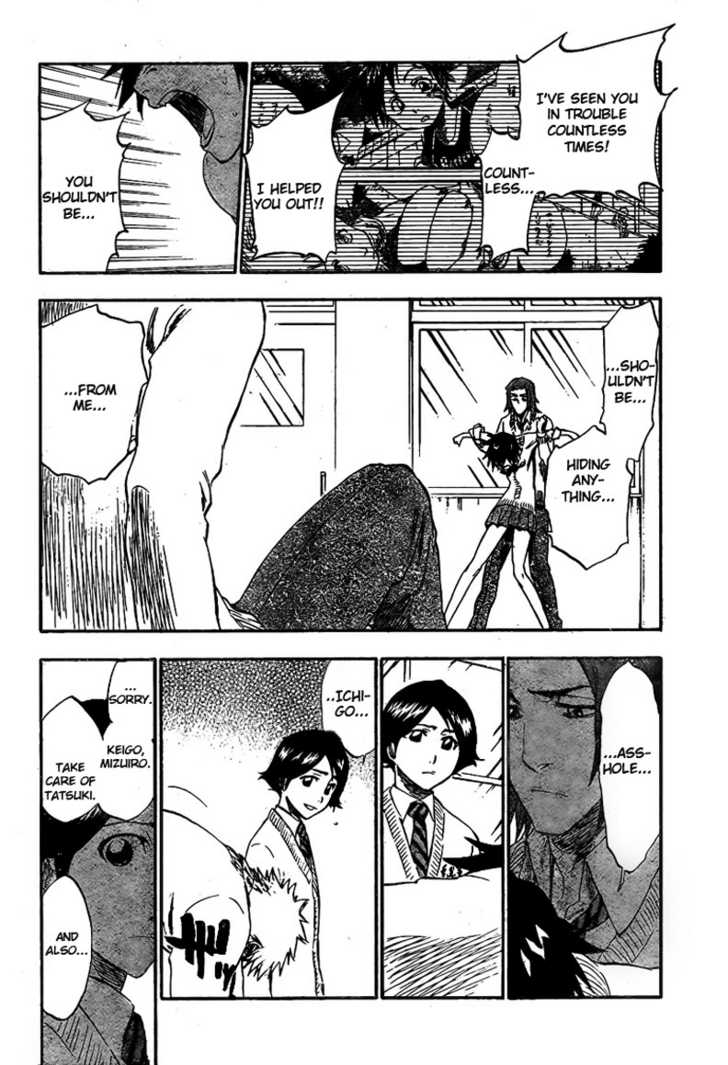 I'VE SEEN YOU
IN TROUBLE
COUNTLESS
TIMES!
COUNT-
LESS...
I HELPED
YOU OUT!!
YOU
SHOULDN'T
BE...
...SHO-
ULDN'T
BE...
HIDING
ANY-
THING...
...FROM
ME...
...ASS-
HOLE...
..ICHI-
GO...
...
SORRY.
KEIGO,
MIZUIRO.
TAKE
CARE OF
TATSUKI.
AND
ALSO...